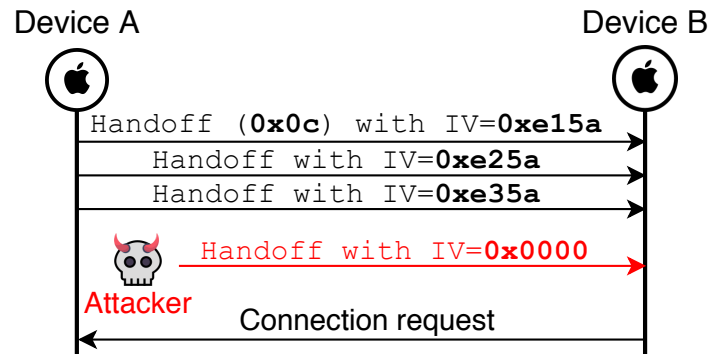 Device A Device B
Handoff (0x0c) with IV=0xe15a
Handoff with IV=0xe25a
Handoff with IV=0xe35a
Handoff with IV=0x0000
Attacker
Connection request